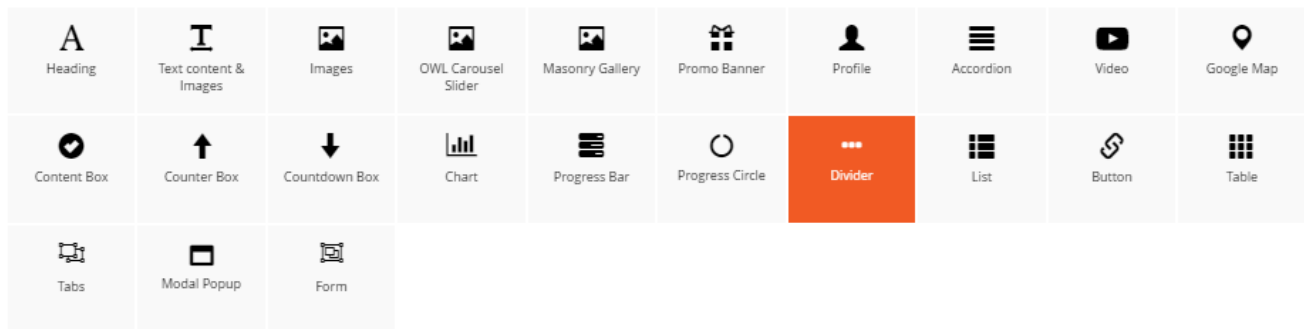 Heading
Text content &
Images
Images
OWL Carousel
Slider
Masonry Gallery
Promo Banner
Profile
Accordion
Video
Google Map
Content Box
Counter Box
Countdown Box
Chart
Progress Bar
Progress Circle
Divider
List
Button
Table
Tabs
Modal Popup
Form